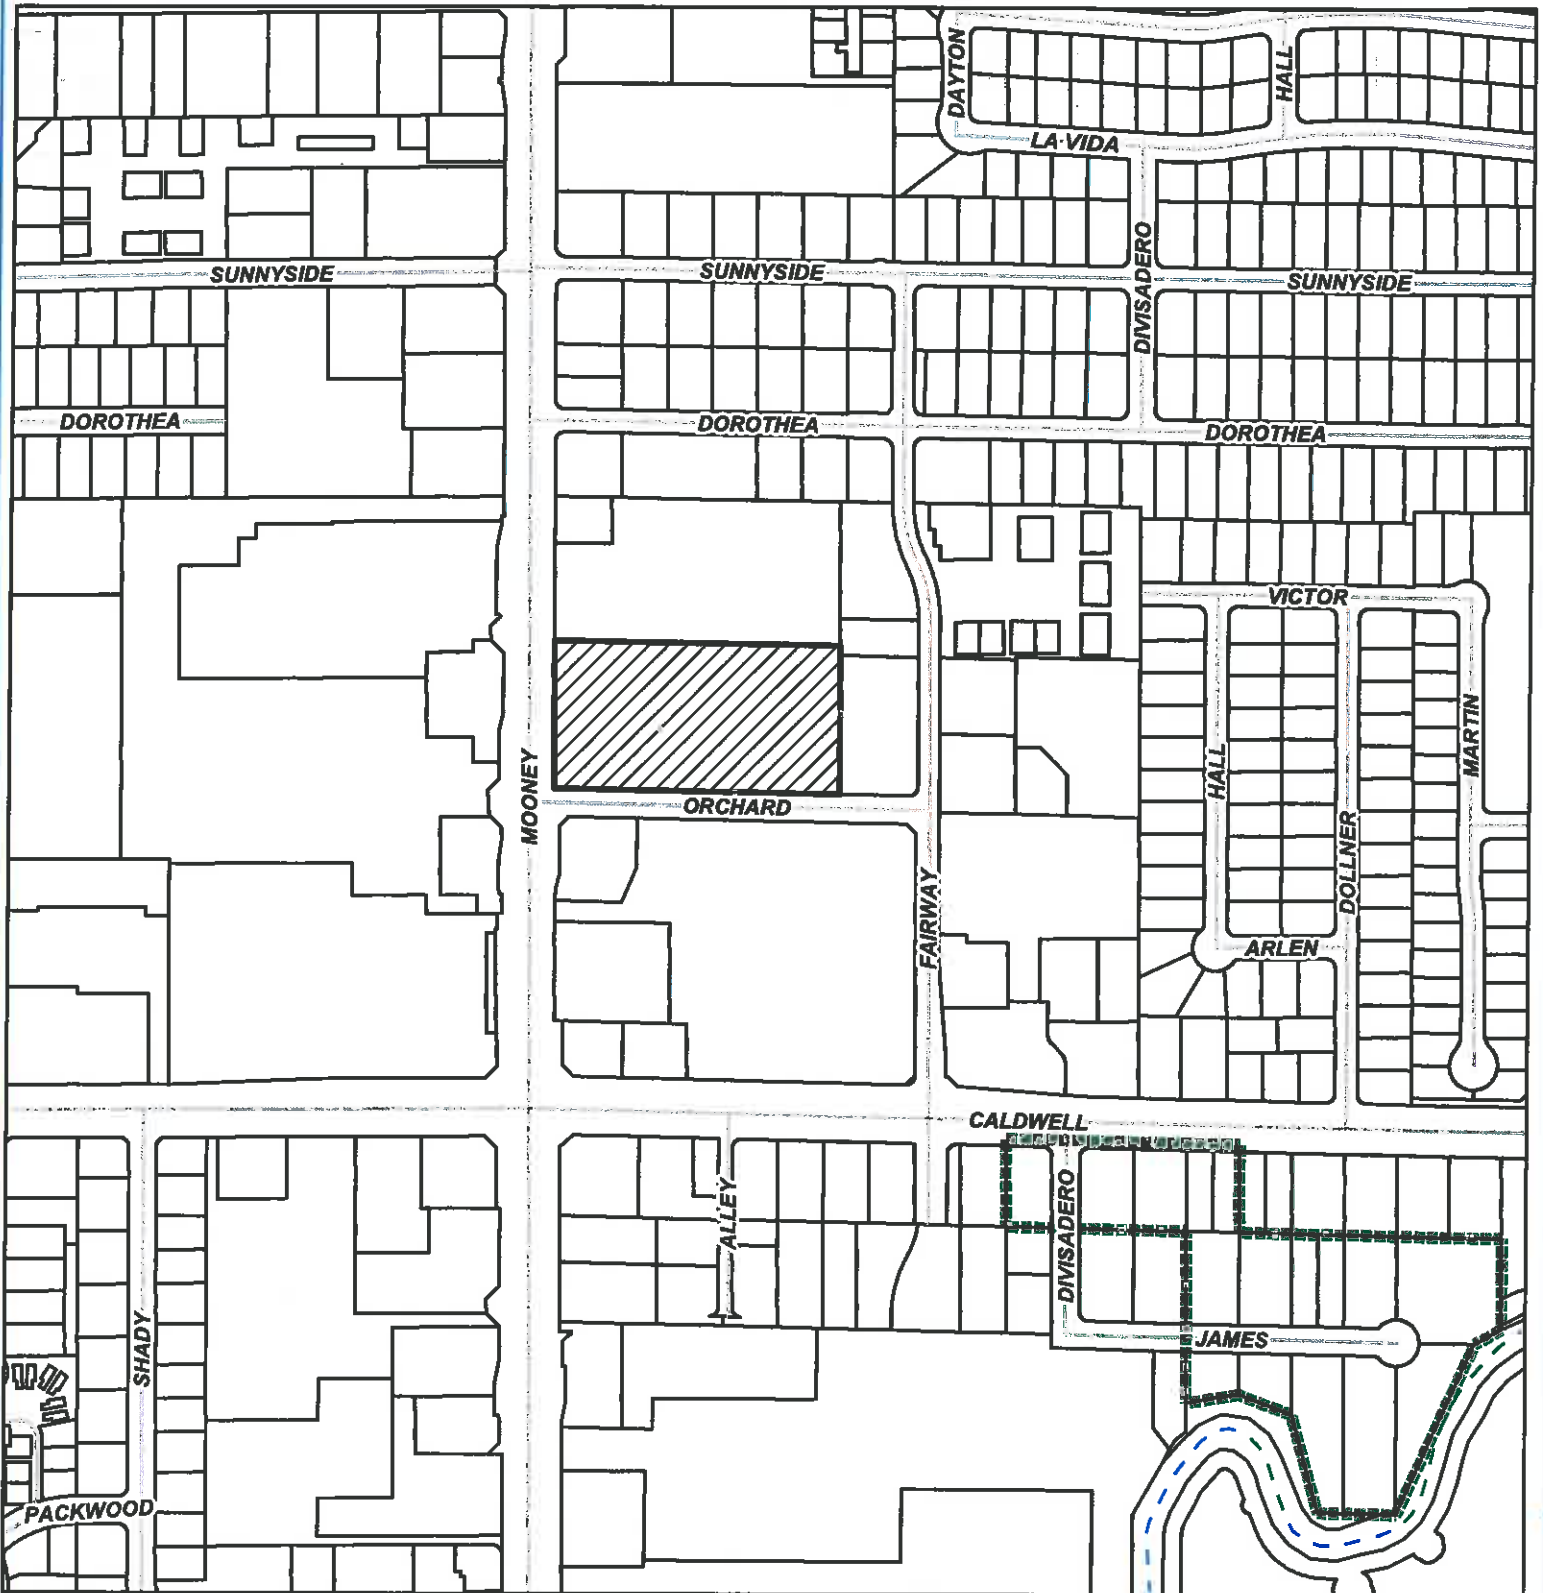 DAYTON
HALL
LA VIDA
DIVISADERO
SUNNYSIDE
SUNNYSIDE
SUNNYSIDE
DOROTHEA
DOROTHEA
DOROTHEA
VICTOR
MOONEY
ORCHARD
HALL
MARTIN
DOLLNER
FAIRWAY
ARLEN
CALDWELL
ALLEY
DIVISADERO
SHADY
JAMES
PACKWOOD